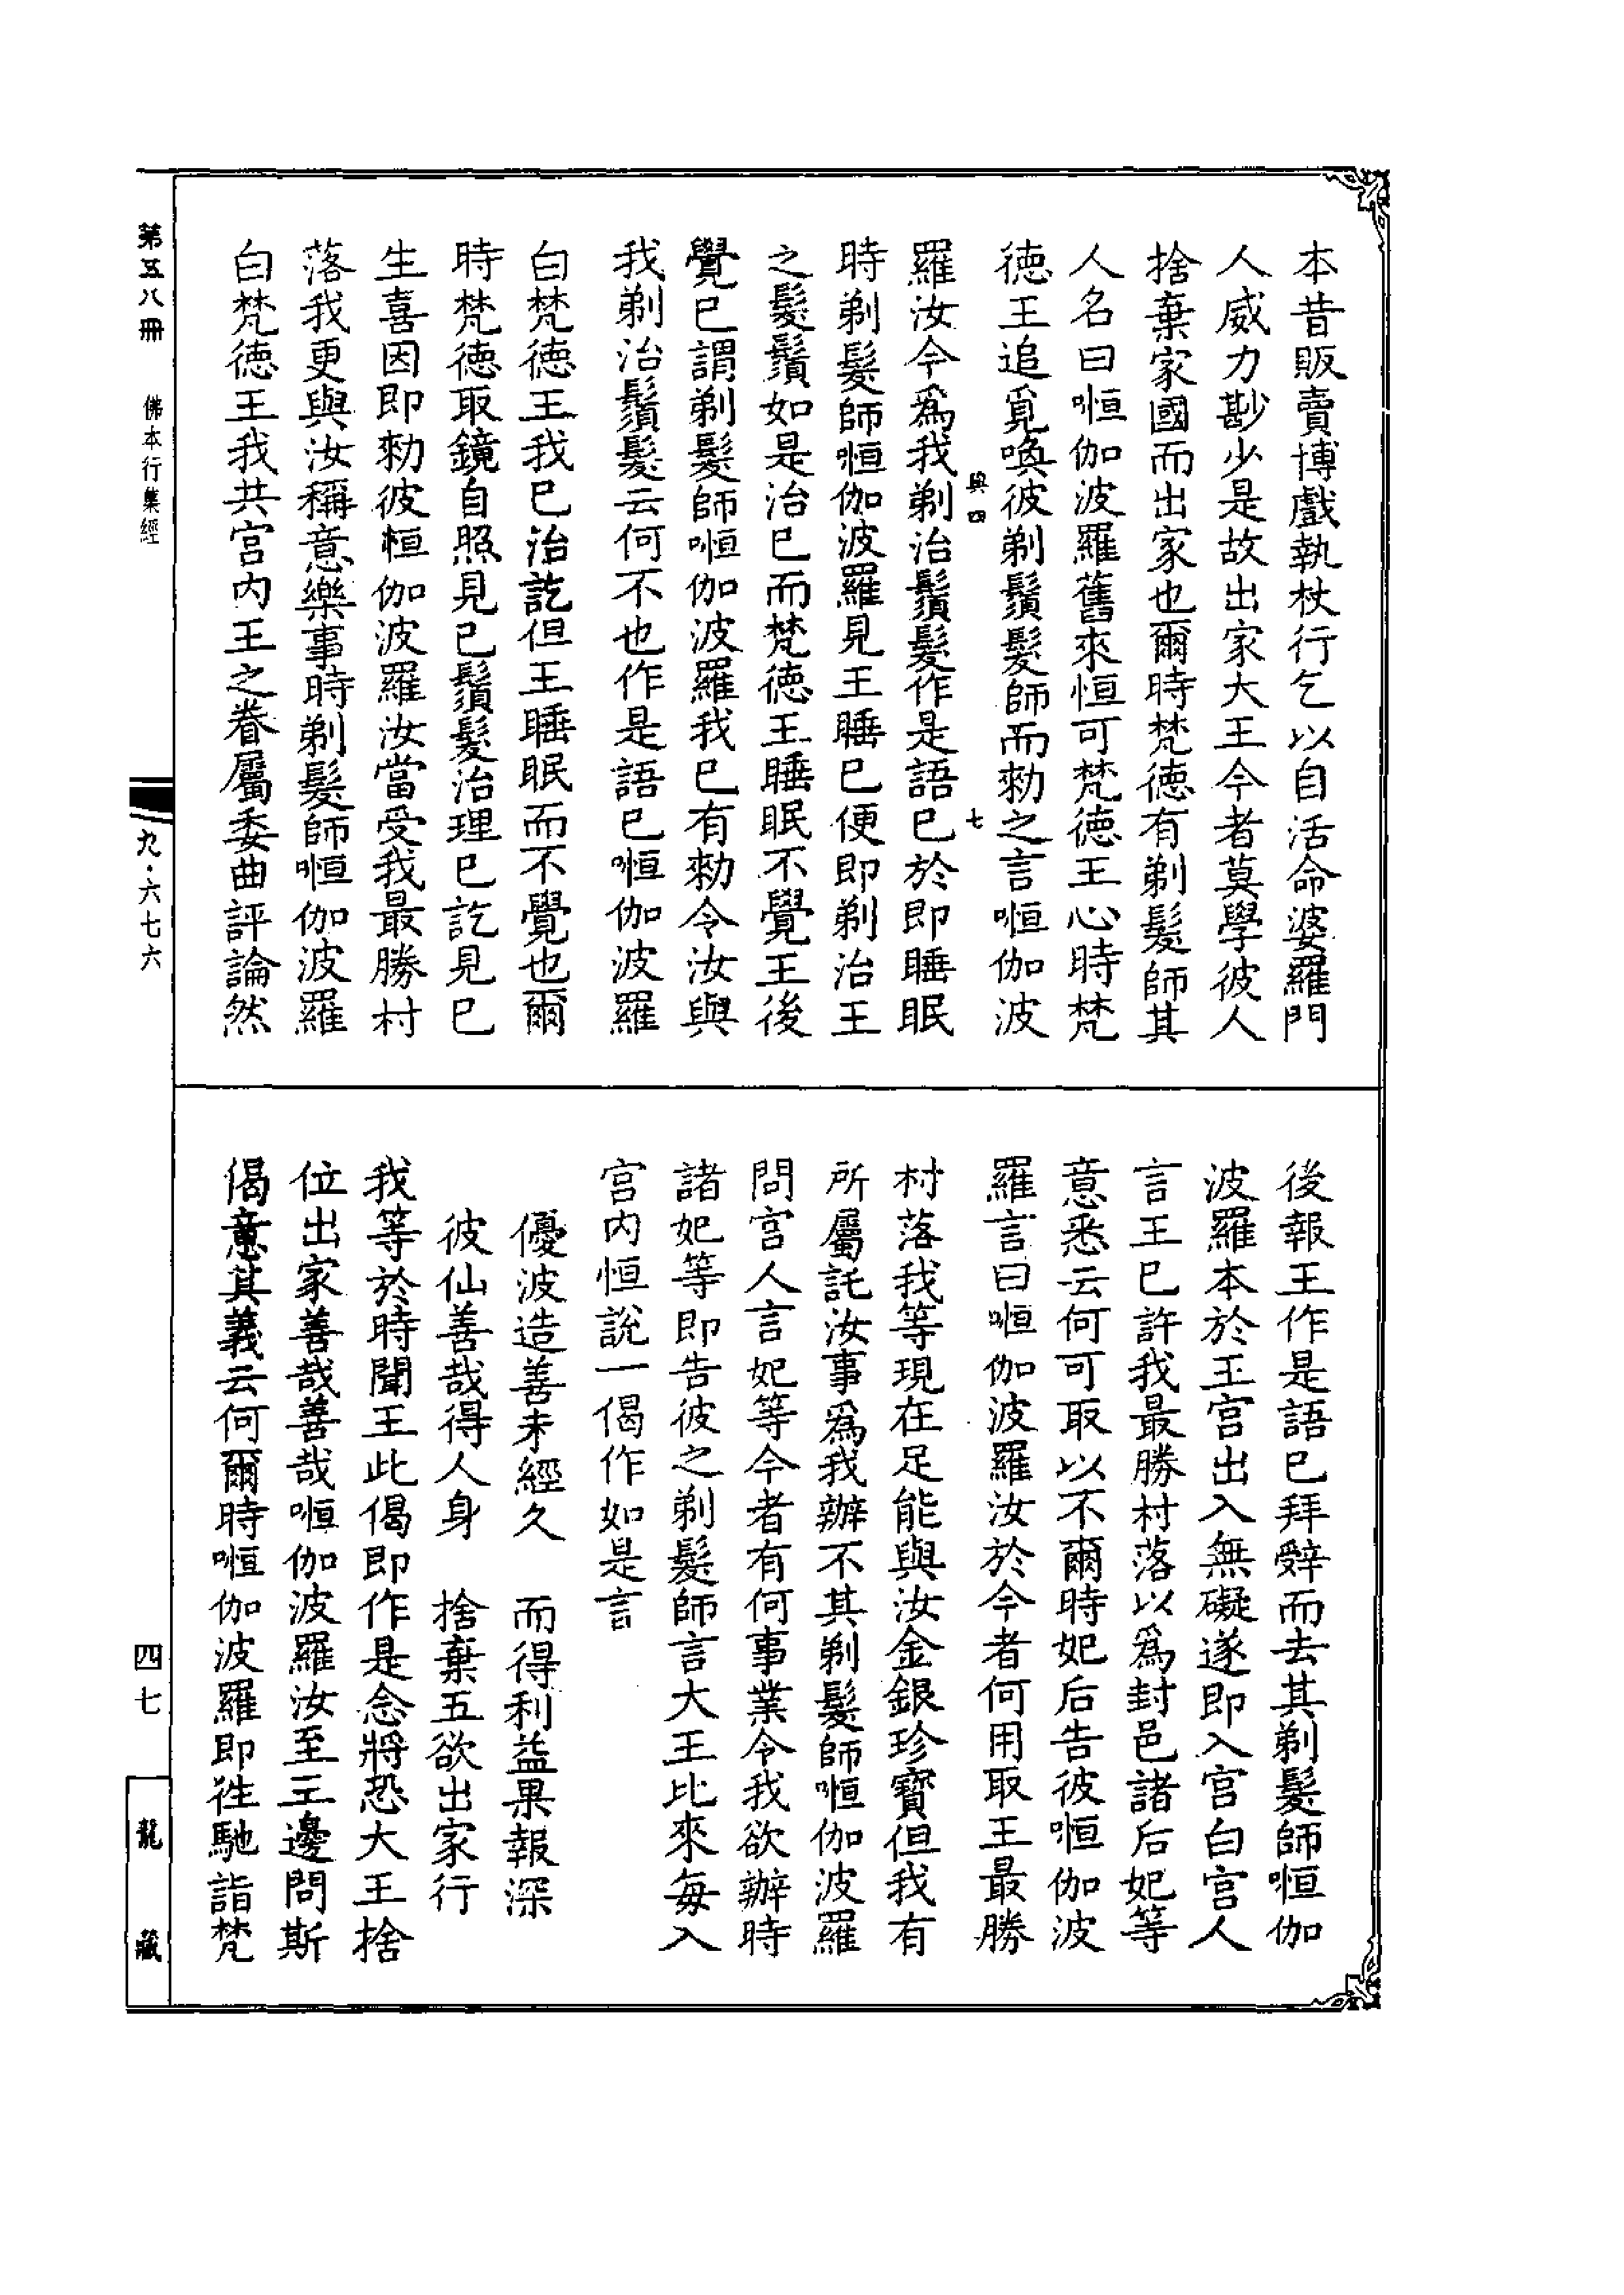 本昔販賣博戲執杖行乞以自活命婆羅門
人威力尠少是故出家大王今者莫學彼人
捨棄家國而出家也爾時梵德有剃髮師其
人名曰㮓伽波羅舊來恒可梵德王心時梵
德王追覓喚彼剃鬚髮師而勑之言㮓伽波
羅汝今爲我剃治鬚髮作是語已於即睡眠
時剃髮師㮓伽波羅見王睡已便即剃治王
之髮鬚如是治已而梵德王睡眠不覺王後
覺已謂剃髮師㮓伽波羅我已有勑令汝與
我剃治鬚髮云何不也作是語已㮓伽波羅
白梵德王我已治訖但王睡眠而不覺也爾
時梵德取鏡自照見已鬚髮治理已訖見已
生喜因即勑彼㮓伽波羅汝當受我最勝村
落我更與汝稱意樂事時剃髮師㮓伽波羅
白梵德王我共宮內王之眷屬委曲評論然
後報王作是語已拜辭而去其剃髮師㮓伽
波羅本於王宮出入無礙遂即入宮白宮人
言王已許我最勝村落以爲封邑諸后妃等
意悉云何可取以不爾時妃后告彼㮓伽波
羅言曰㮓伽波羅汝於今者何用取王最勝
村落我等現在足能與汝金銀珍寶但我有
所屬託汝事爲我辦不其剃髮師㮓伽波羅
問宮人言妃等今者有何事業令我欲辦時
諸妃等即告彼之剃髮師言大王比來每入
宮內恒說一偈作如是言
優波造善未經久　而得利益果報深
彼仙善哉得人身　捨棄五欲出家行
我等於時聞王此偈即作是念將恐大王捨
位出家善哉善哉㮓伽波羅汝至王邊問斯
偈意其義云何爾時㮓伽波羅即往馳詣梵
興四
七
第五八冊
佛本行集經
九·六七六
四七
龍藏